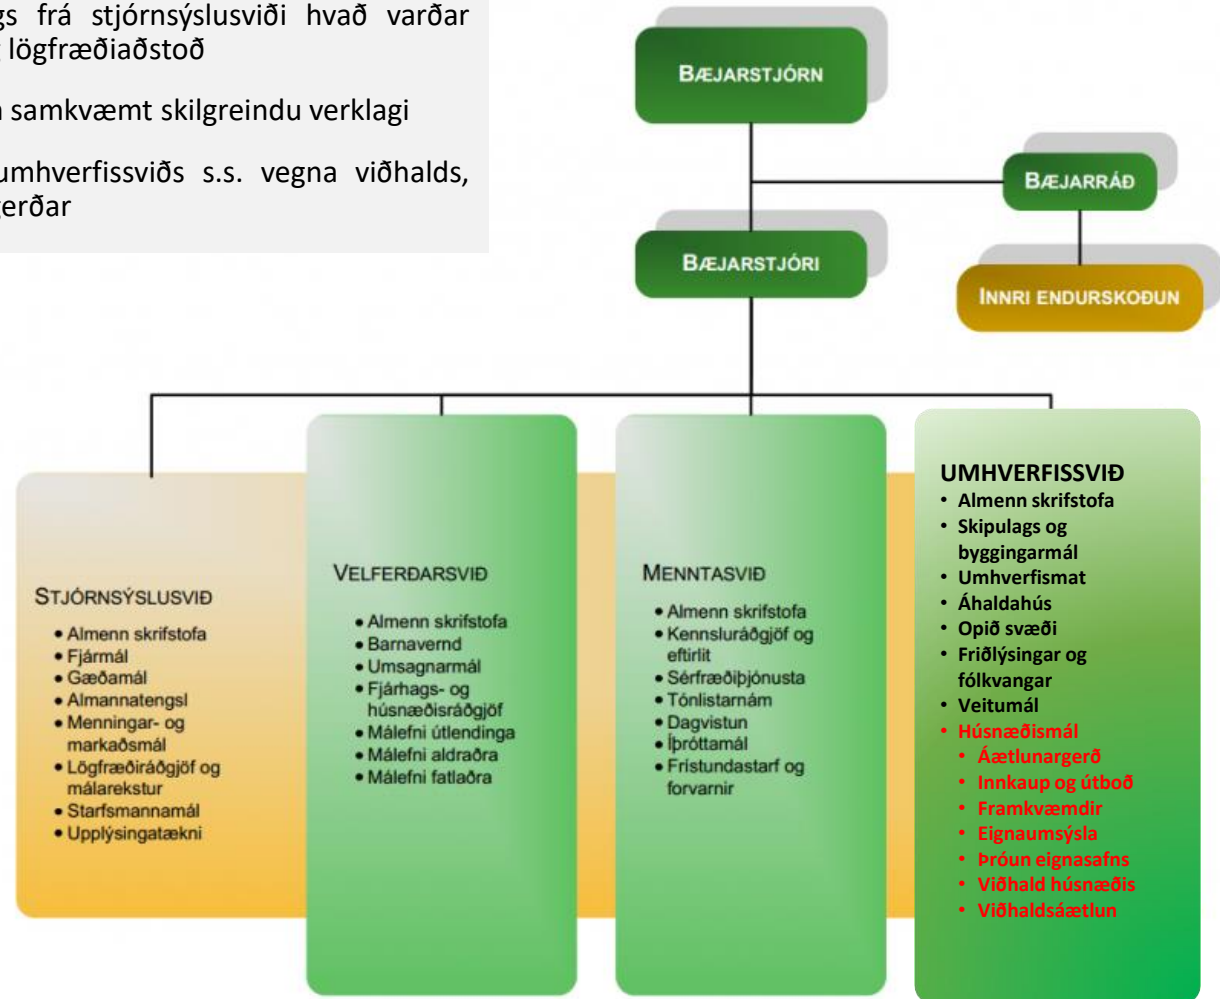 gs frá stjórnsýslusviði hvað varðar
lögfræðiaðstoð
samkvæmt skilgreindu verklagi
umhverfissviðs s.s. vegna viðhalds,
gerðar
BÆJARSTJÓRN
BÆJARRÁÐ
BÆJARSTJÓRI
INNRI ENDURSKOÐUN
STJÓRNSÝSLUSVIÐ
• Almenn skrifstofa
• Fjármál
• Gæðamál
• Almannatengsl
• Menningar- og
markaðsmál
• Lögfræðiráðgjöf og
málarekstur
• Starfsmannamál
• Upplýsingatækni
VELFERÐARSVIÐ
• Almenn skrifstofa
• Barnavernd
• Umsagnarmál
• Fjárhags- og
húsnæðisráðgjöf
• Málefni útlendinga
• Málefni aldraðra
• Málefni fatlaðra
MENNTASVIÐ
• Almenn skrifstofa
• Kennsluráðgjöf og
eftirlit
• Sérfræðiþjónusta
• Tónlistarnám
• Dagvistun
• Íþróttamál
• Frístundastarf og
forvarnir
UMHVERFISSVIÐ
• Almenn skrifstofa
• Skipulags og
byggingarmál
• Umhverfismat
• Áhaldahús
• Opið svæði
• Friðlýsingar og
fólkvangar
• Veitumál
• Húsnæðismál
• Áætlunargerð
• Innkaup og útboð
• Framkvæmdir
• Eignaumsýsla
• Þróun eignasafns
• Viðhald húsnæðis
• Viðhaldsáætlun